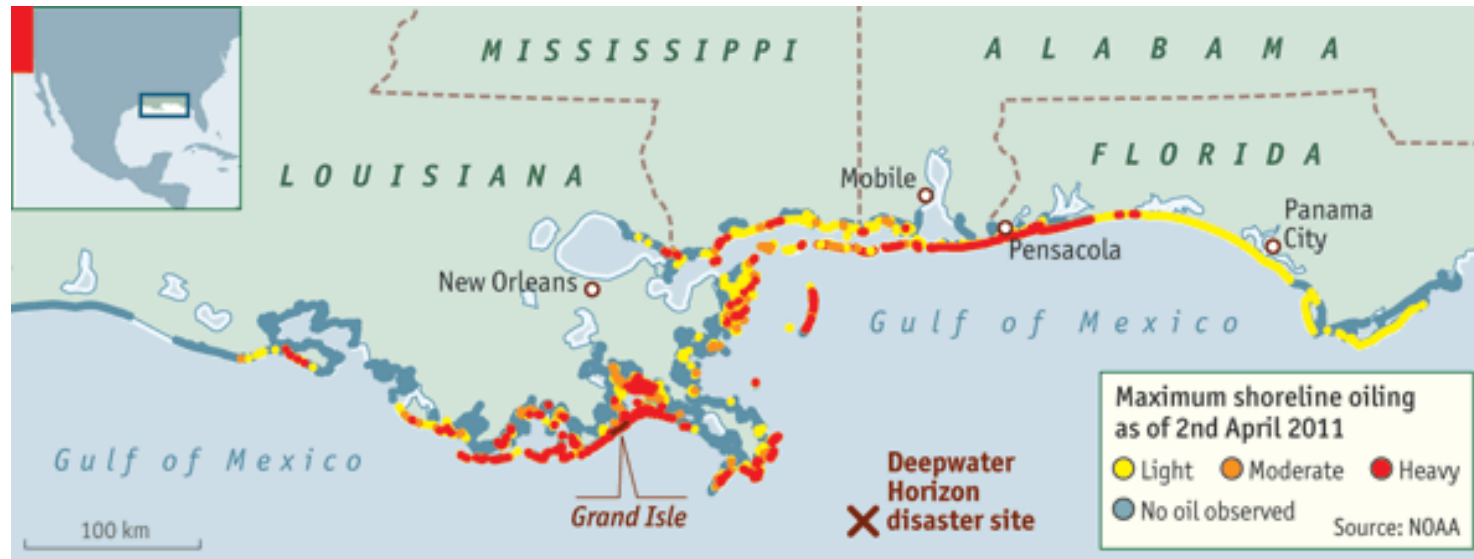 MISSISSIPPI
ALABAMA
LOUISIANA
FLORIDA
Mobile
Pensacola
Panama
City
New Orleans
Gulf of Mexico
Gulf of Mexico
Grand Isle
Deepwater
Horizon
disaster site
100 km
Maximum shoreline oiling
as of 2nd April 2011
Light Moderate Heavy
No oil observed
Source: NOAA